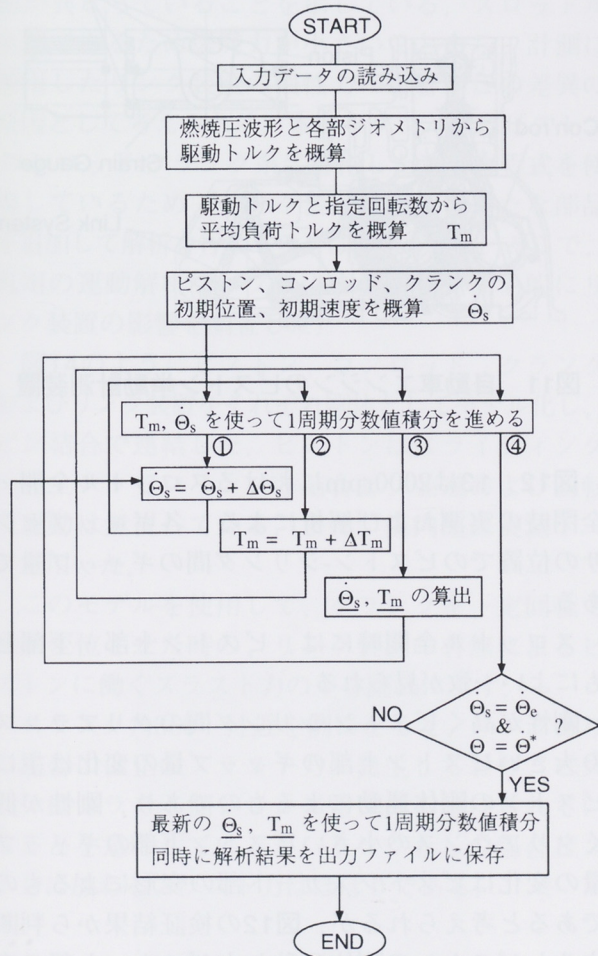 START
入力データの読み込み
燃焼圧波形と各部ジオメトリから
駆動トルクを概算
駆動トルクと指定回転数から
平均負荷トルクを概算 Tm
ピストン、コンロッド、クランクの
初期位置、初期速度を概算 Θ̇s
Tm, Θ̇s を使って1周期分数値積分を進める
① ② ③ ④
Θ̇s = Θ̇s + ΔΘ̇s
Tm = Tm + ΔTm
Θ̇s , Tm の算出
NO
Θ̇s = Θ̇e
& ?
Θ̇ = Θ̇*
YES
最新の Θ̇s , Tm を使って1周期分数値積分
同時に解析結果を出力ファイルに保存
END